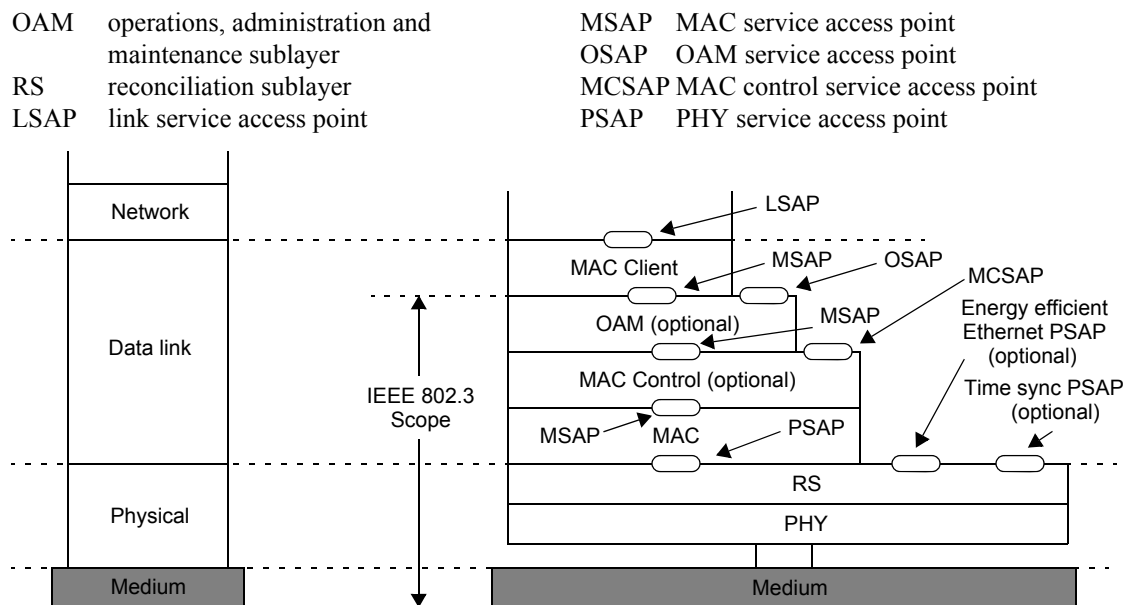 OAM operations, administration and
maintenance sublayer
RS reconciliation sublayer
LSAP link service access point
MSAP MAC service access point
OSAP OAM service access point
MCSAP MAC control service access point
PSAP PHY service access point
Network
Data link
Physical
Medium
IEEE 802.3
Scope
LSAP
MAC Client
MSAP
OSAP
MCSAP
OAM (optional)
MSAP
Energy efficient
Ethernet PSAP
(optional)
MAC Control (optional)
Time sync PSAP
(optional)
MSAP
MAC
PSAP
RS
PHY
Medium